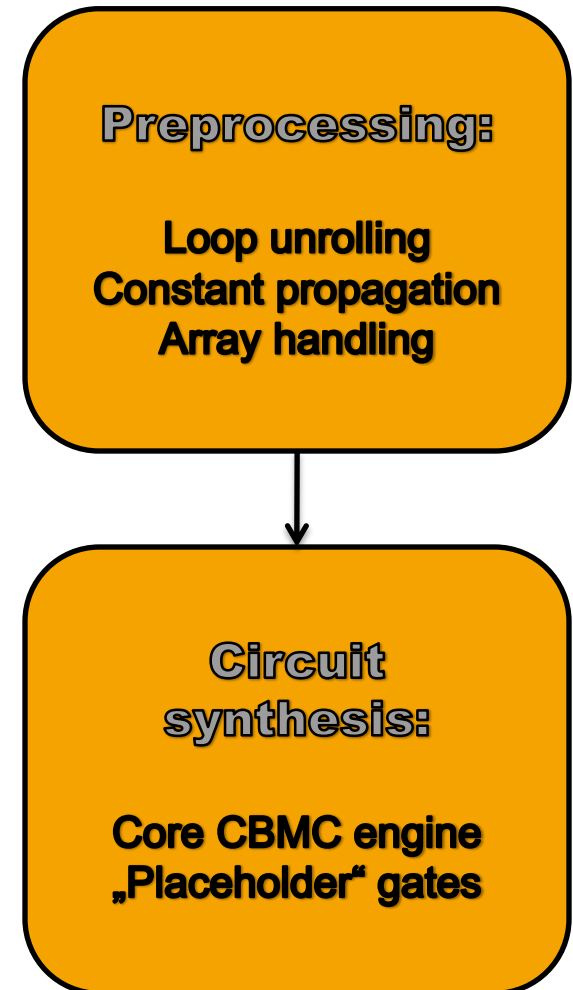 Preprocessing:
Loop unrolling
Constant propagation
Array handling
Circuit
synthesis:
Core CBMC engine
„Placeholder“ gates